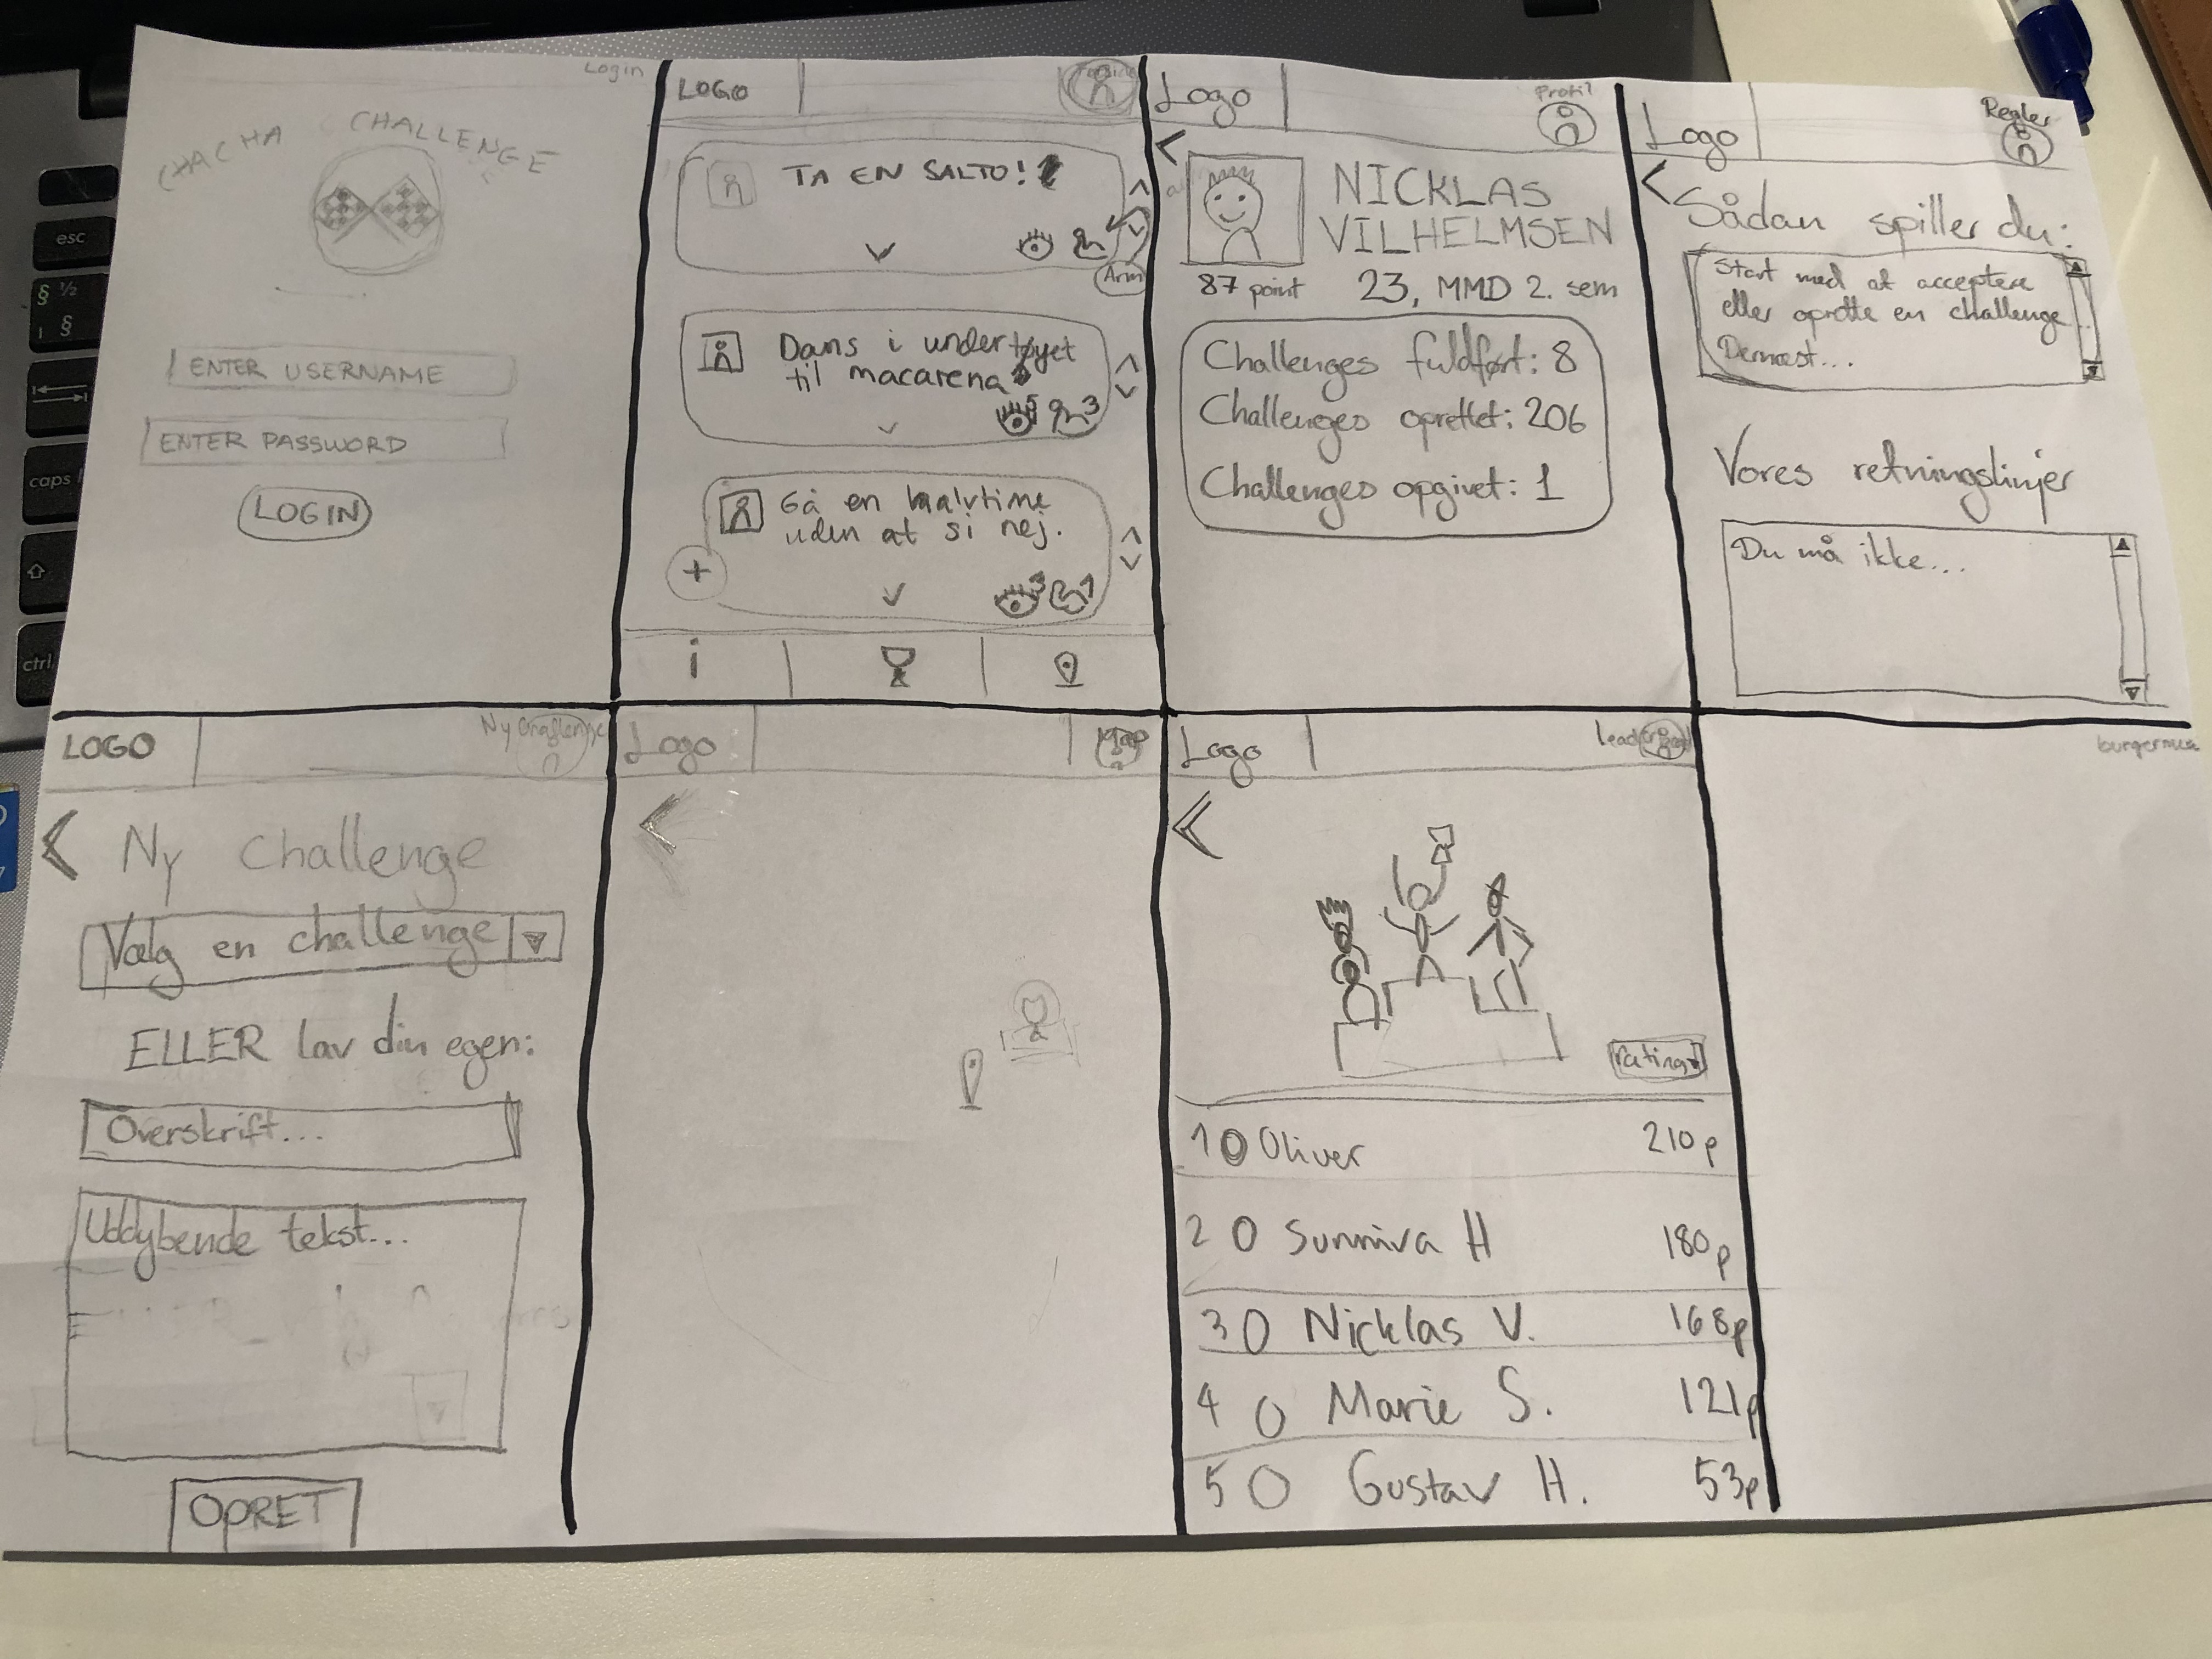 Login
CHACHA CHALLENGE
ENTER USERNAME
ENTER PASSWORD
LOGIN
LOGO
TA EN SALTO!
Dans i undertøyet
til macarena
5 3
Gå en halvtime
uden at si nej.
3 1
+
i
Logo
Profil
NICKLAS
VILHELMSEN
87 point 23, MMD 2. sem
Challenges fuldført: 8
Challenges oprettet: 206
Challenges opgivet: 1
Logo
Regler
Sådan spiller du:
Start med at acceptere
eller oprette en challenge
Dernæst...
Vores retningslinjer
Du må ikke...
LOGO
Ny Challenge
Ny challenge
Vælg en challenge
ELLER lav din egen:
Overskrift...
Uddybende tekst...
OPRET
Logo
Map
Logo
rating
1 Oliver 210p
2 Sunniva H 180p
3 Nicklas V. 168p
4 Marie S. 121p
5 Gustav H. 53p
esc
§ ½
§
caps
ctrl